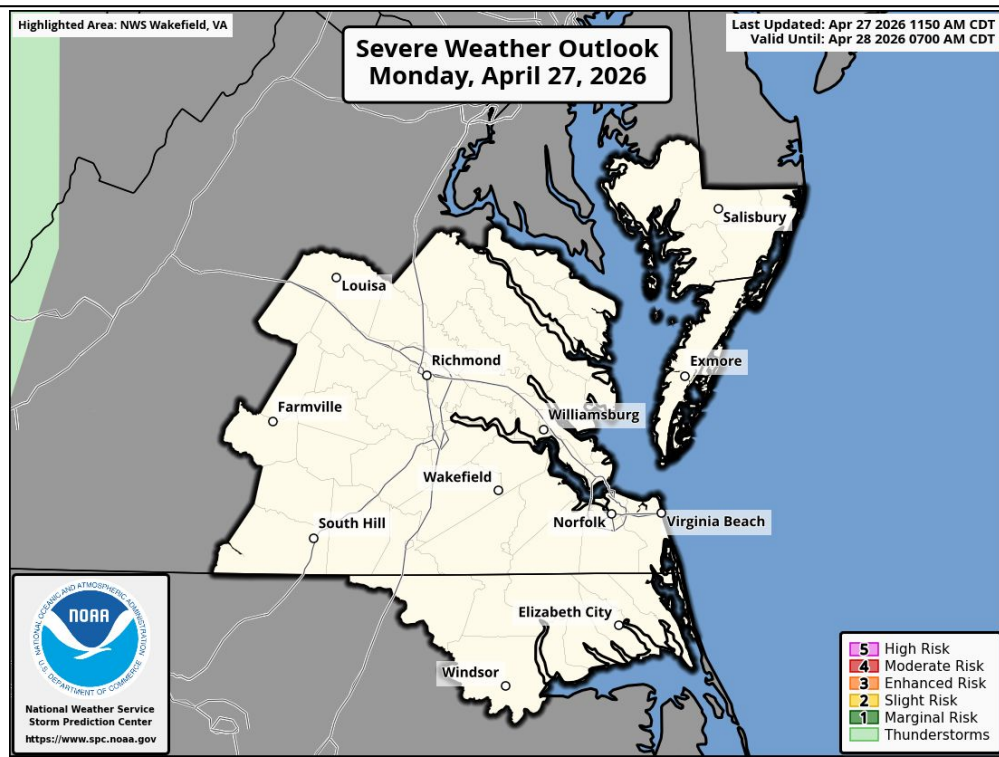 Highlighted Area: NWS Wakefield, VA
Severe Weather Outlook
Monday, April 27, 2026
Last Updated: Apr 27 2026 1150 AM CDT
Valid Until: Apr 28 2026 0700 AM CDT
Salisbury
Louisa
Richmond
Exmore
Farmville
Williamsburg
Wakefield
South Hill
Norfolk
Virginia Beach
Elizabeth City
Windsor
NATIONAL OCEANIC AND ATMOSPHERIC ADMINISTRATION
NOAA
U.S. DEPARTMENT OF COMMERCE
National Weather Service
Storm Prediction Center
https://www.spc.noaa.gov
5 High Risk
4 Moderate Risk
3 Enhanced Risk
2 Slight Risk
1 Marginal Risk
Thunderstorms